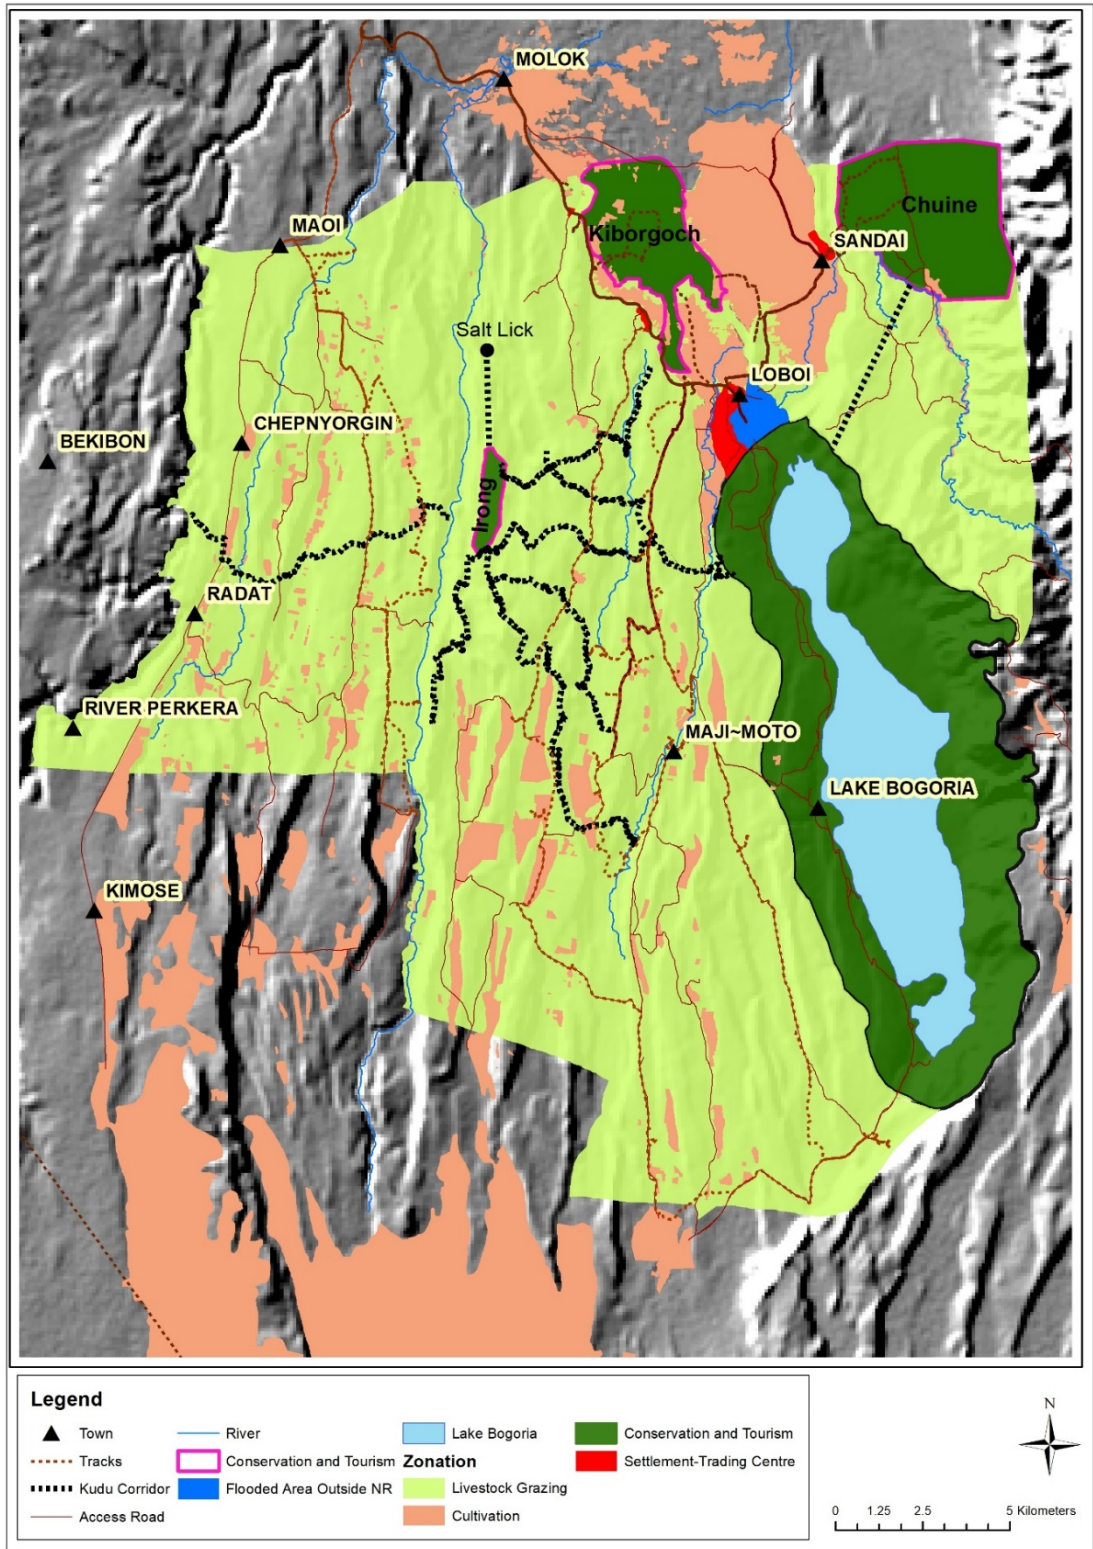 MOLOK
Chuine
Kiborgoch
SANDAI
MAOI
Salt Lick
LOBOI
CHEPNYORGIN
BEKIBON
Irong
RADAT
RIVER PERKERA
MAJI~MOTO
LAKE BOGORIA
KIMOSE
Legend
Town
River
Lake Bogoria
Conservation and Tourism
Tracks
Conservation and Tourism
Zonation
Settlement-Trading Centre
Kudu Corridor
Flooded Area Outside NR
Livestock Grazing
Access Road
Cultivation
N
0 1.25 2.5 5 Kilometers